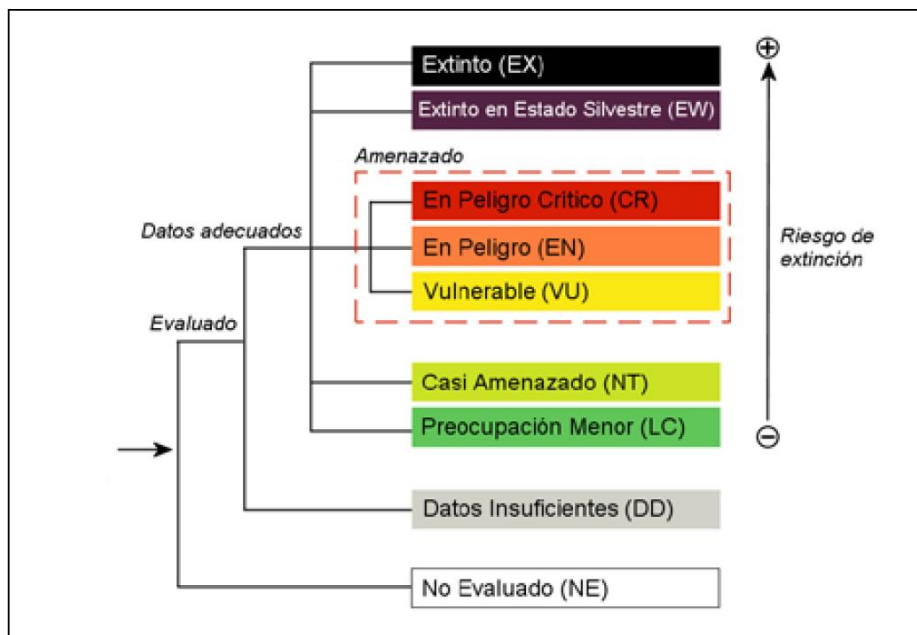 Extinto (EX)
Extinto en Estado Silvestre (EW)
Amenazado
En Peligro Critico (CR)
Datos adecuados
En Peligro (EN)
Riesgo de
extinción
Vulnerable (VU)
Evaluado
Casi Amenazado (NT)
Preocupación Menor (LC)
Datos Insuficientes (DD)
No Evaluado (NE)